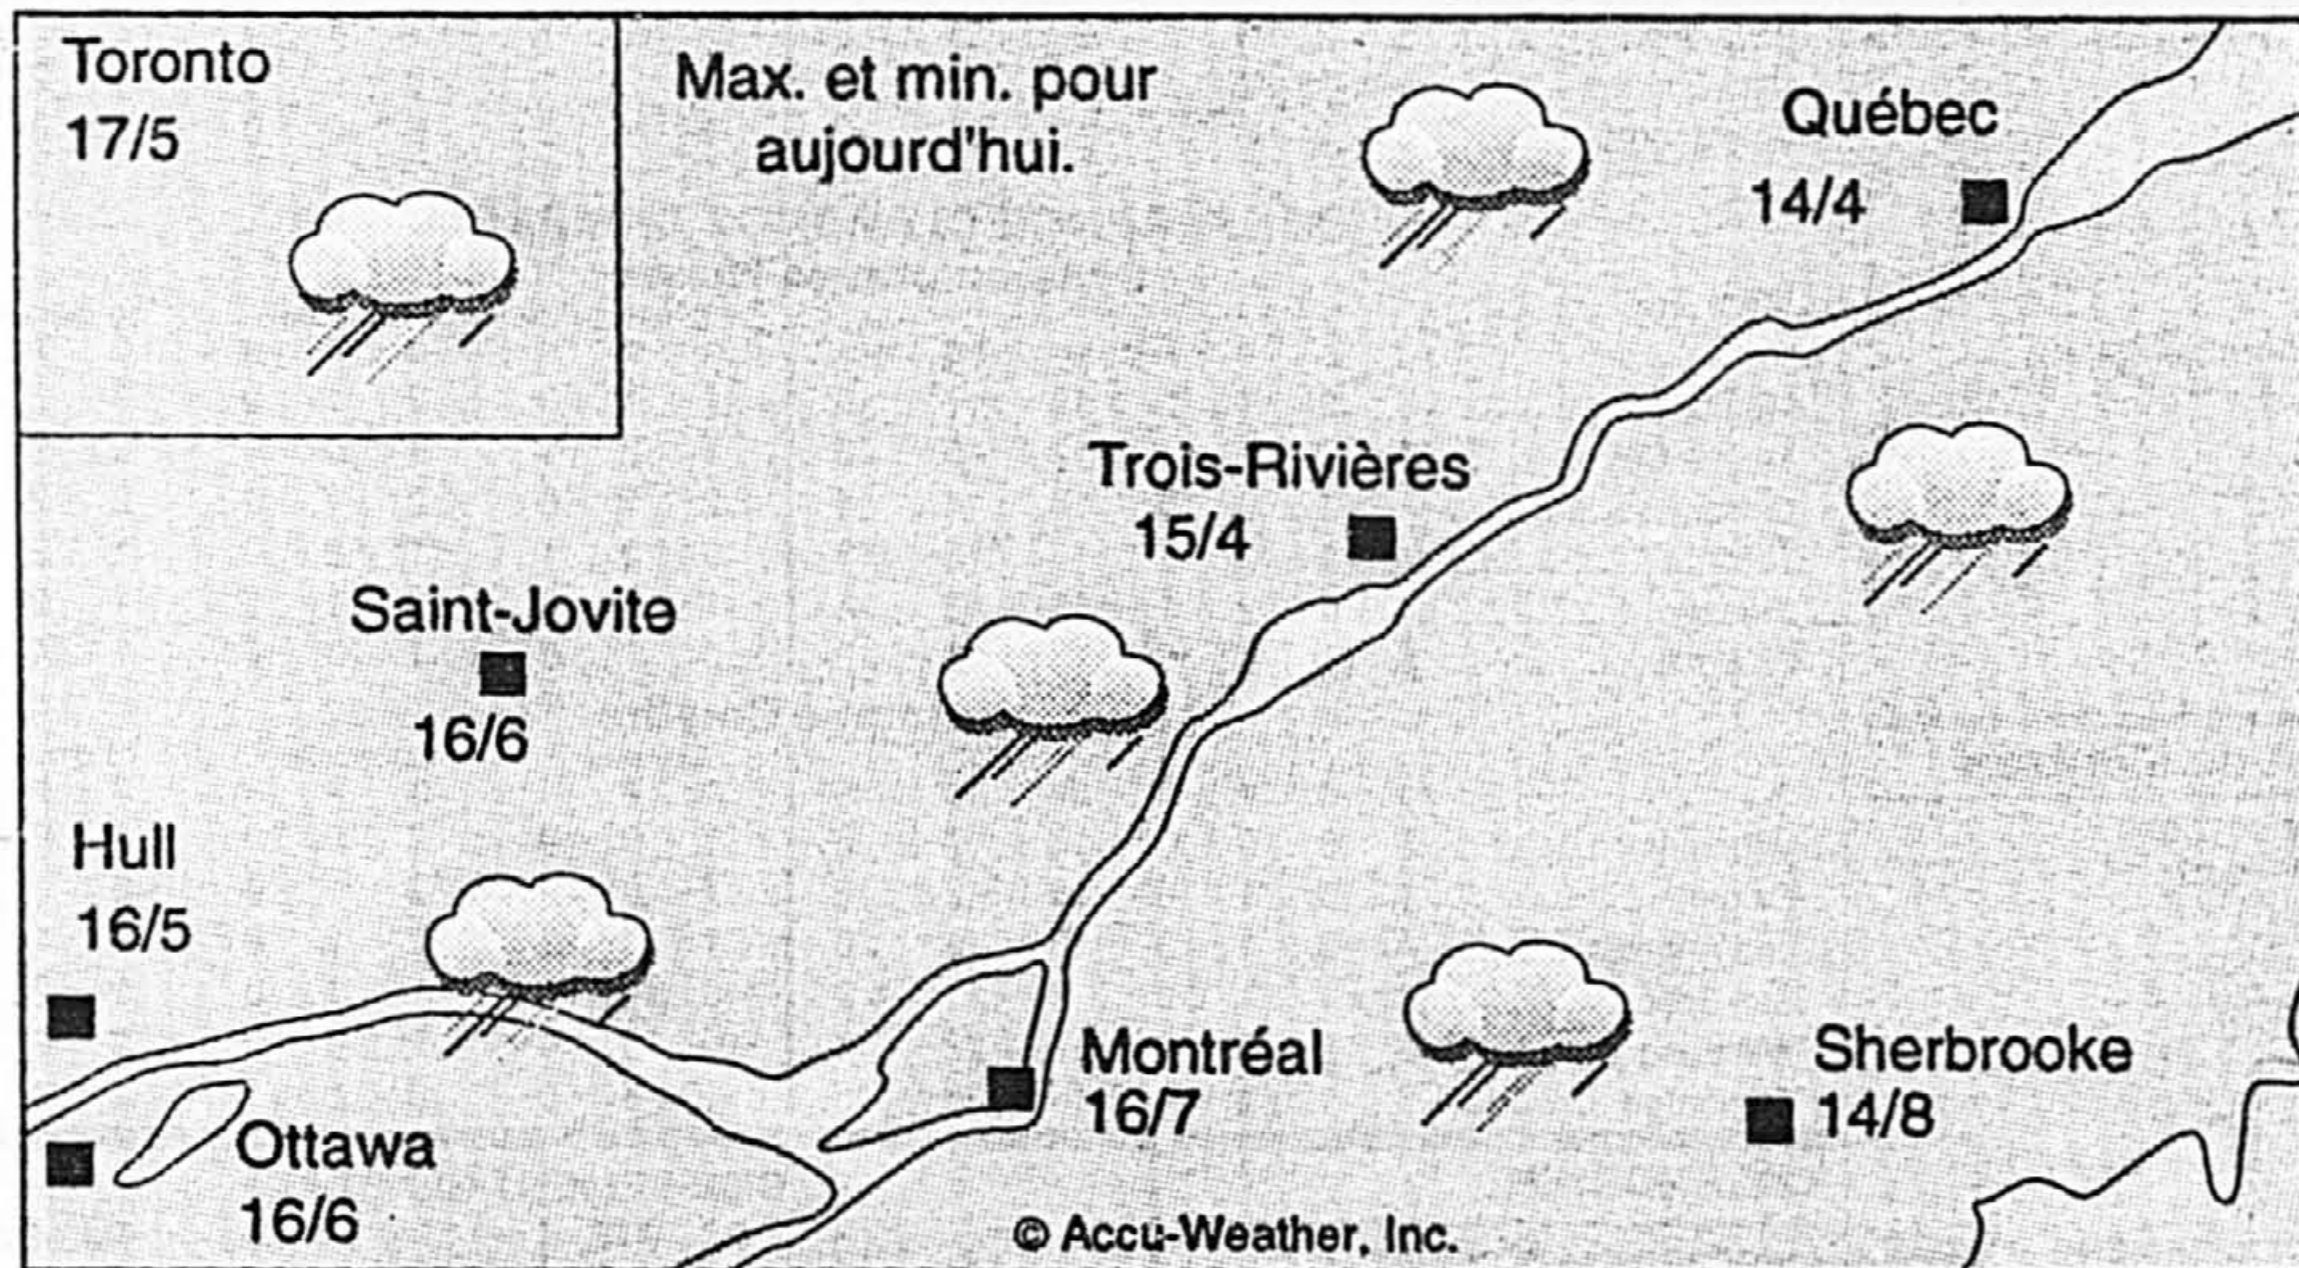 Toronto
17/5
Max. et min. pour
aujourd'hui.
Québec
14/4
Trois-Rivières
15/4
Saint-Jovite
16/6
Hull
16/5
Montréal
16/7
Sherbrooke
14/8
Ottawa
16/6
© Accu-Weather, Inc.